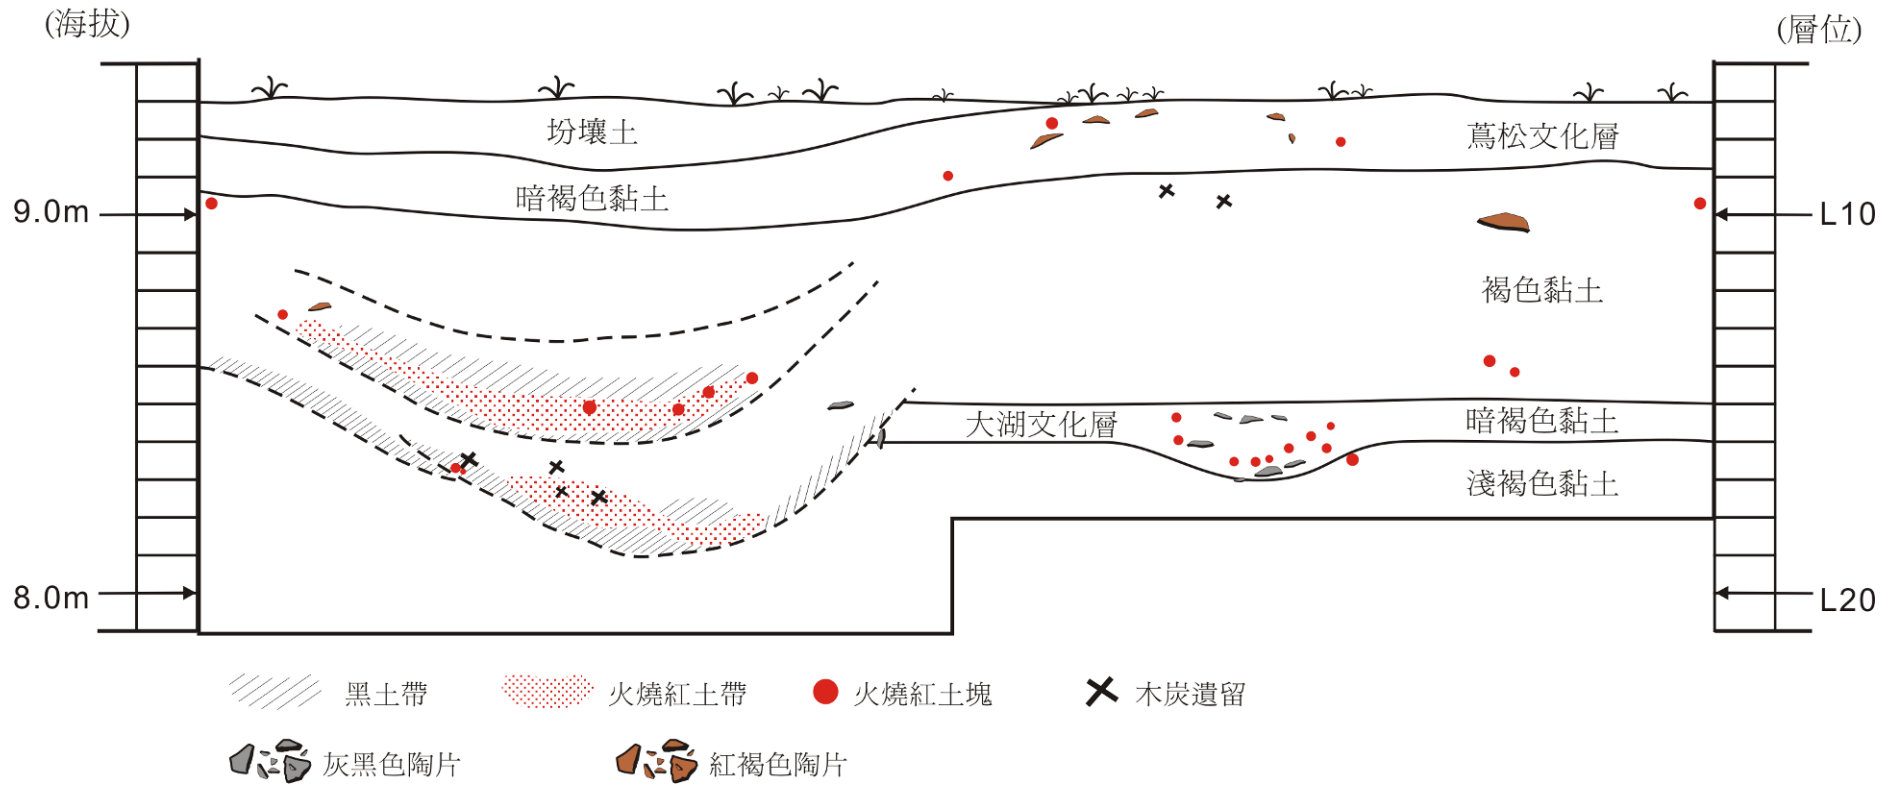 (海拔)
(層位)
坋壤土
蔦松文化層
暗褐色黏土
9.0m
L10
褐色黏土
大湖文化層
暗褐色黏土
淺褐色黏土
8.0m
L20
黑土帶
火燒紅土帶
火燒紅土塊
木炭遺留
灰黑色陶片
紅褐色陶片